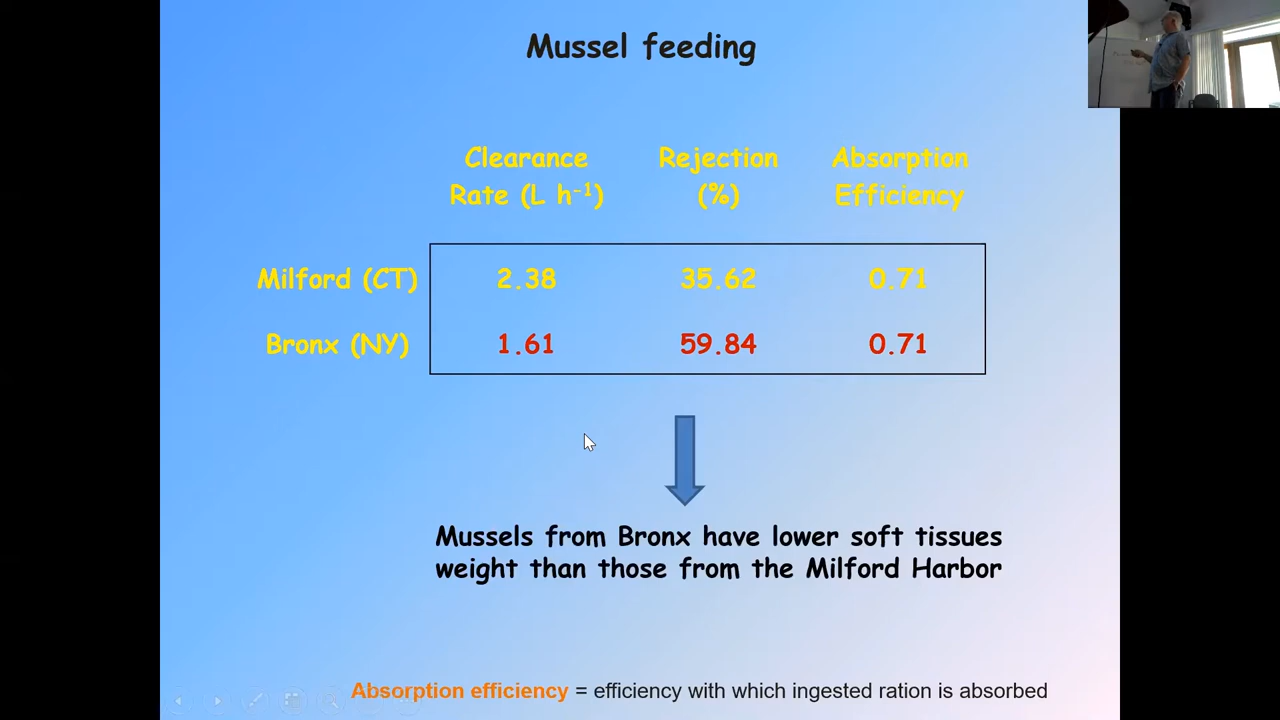 Mussel feeding
Clearance Rejection Absorption
Rate (L h⁻¹) (%) Efficiency
Milford (CT) 2.38 35.62 0.71
Bronx (NY) 1.61 59.84 0.71
Mussels from Bronx have lower soft tissues
weight than those from the Milford Harbor
Absorption efficiency = efficiency with which ingested ration is absorbed